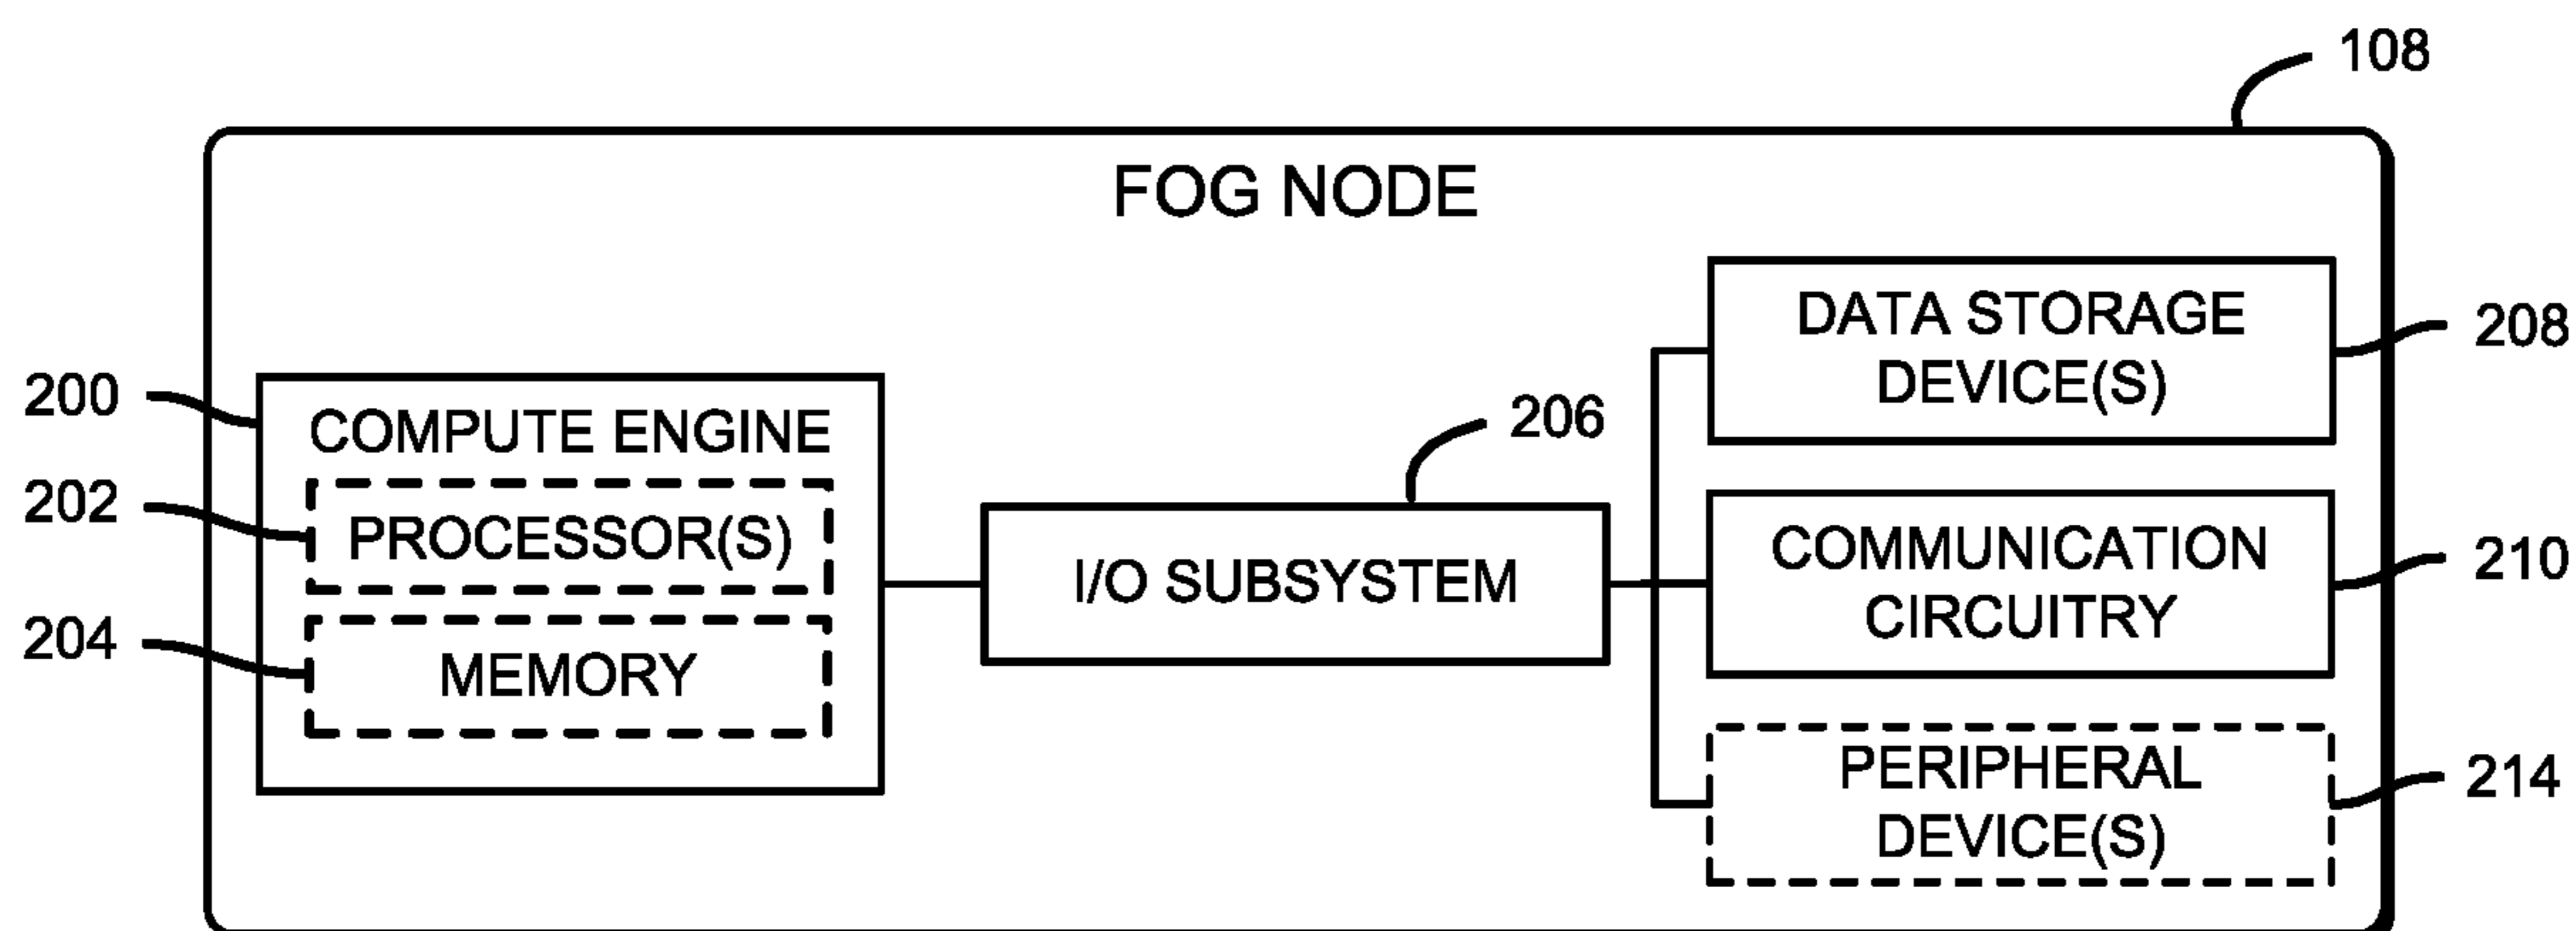 108
FOG NODE
200
COMPUTE ENGINE
202
PROCESSOR(S)
204
MEMORY
206
I/O SUBSYSTEM
DATA STORAGE
DEVICE(S)
208
COMMUNICATION
CIRCUITRY
210
PERIPHERAL
DEVICE(S)
214